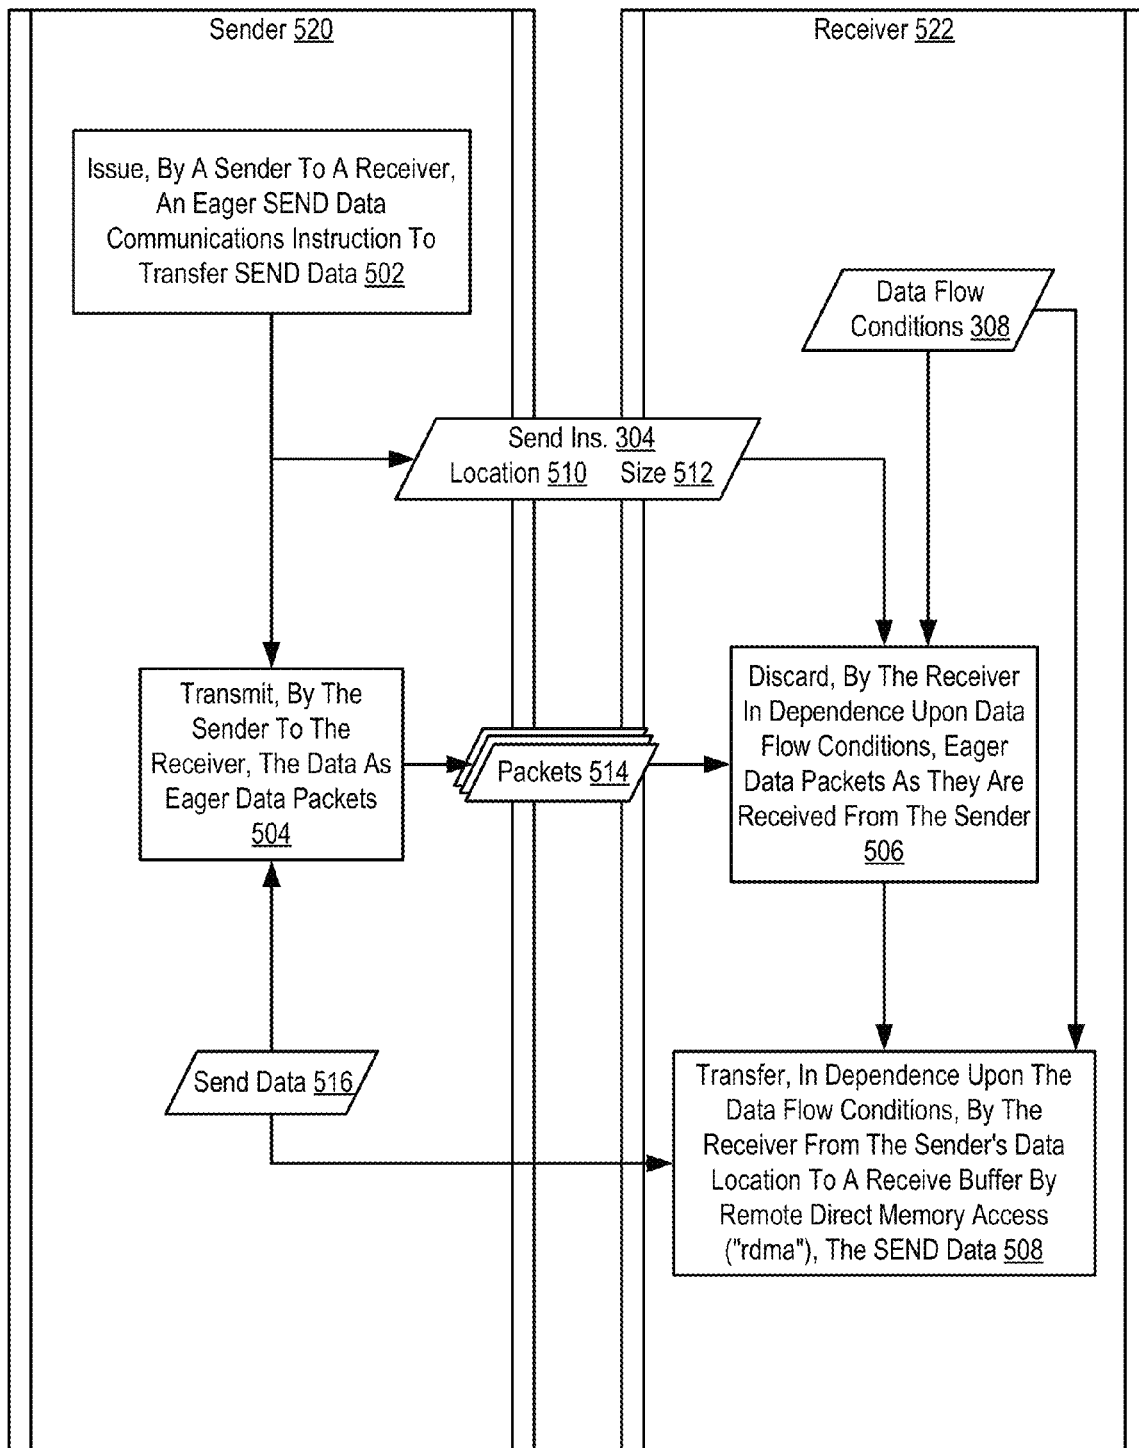 Sender 520
Receiver 522
Issue, By A Sender To A Receiver,
An Eager SEND Data
Communications Instruction To
Transfer SEND Data 502
Data Flow
Conditions 308
Send Ins. 304
Location 510 Size 512
Transmit, By The
Sender To The
Receiver, The Data As
Eager Data Packets
504
Packets 514
Discard, By The Receiver
In Dependence Upon Data
Flow Conditions, Eager
Data Packets As They Are
Received From The Sender
506
Send Data 516
Transfer, In Dependence Upon The
Data Flow Conditions, By The
Receiver From The Sender's Data
Location To A Receive Buffer By
Remote Direct Memory Access
("rdma"), The SEND Data 508